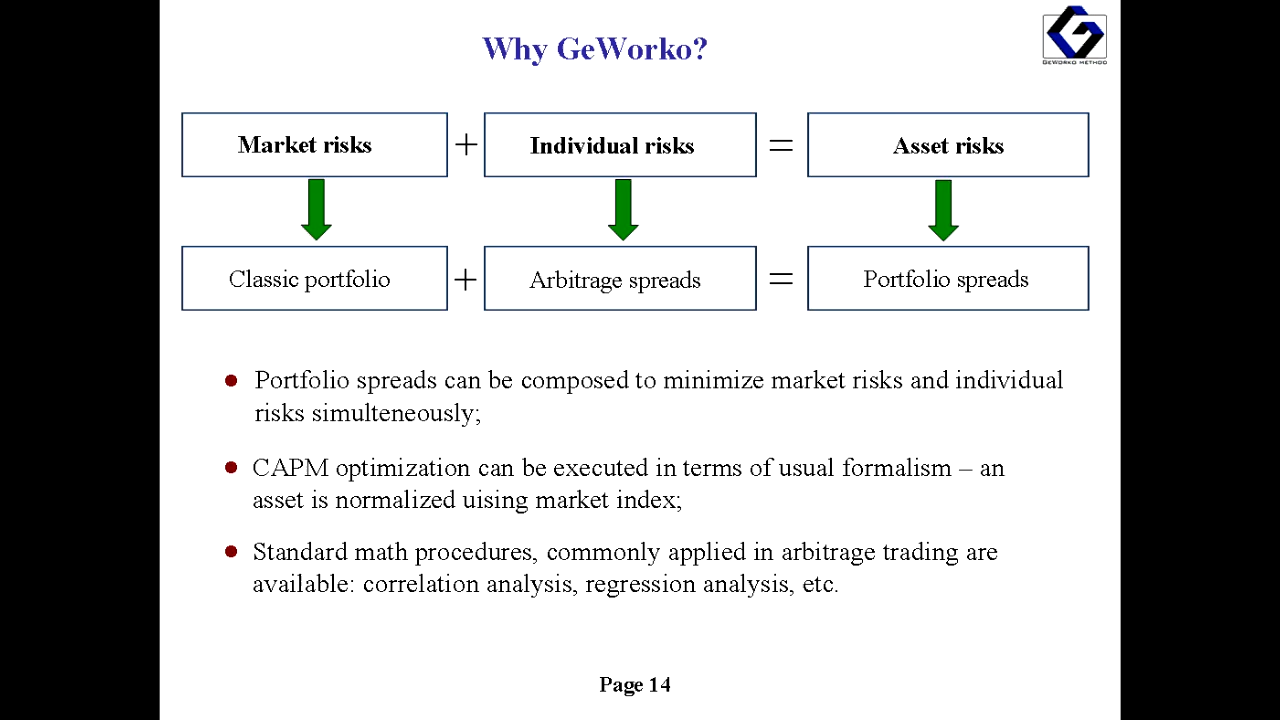 Why GeWorko?
GEWORKO METHOD
Market risks + Individual risks = Asset risks
Classic portfolio + Arbitrage spreads = Portfolio spreads
● Portfolio spreads can be composed to minimize market risks and individual
risks simulteneously;
● CAPM optimization can be executed in terms of usual formalism – an
asset is normalized uising market index;
● Standard math procedures, commonly applied in arbitrage trading are
available: correlation analysis, regression analysis, etc.
Page 14